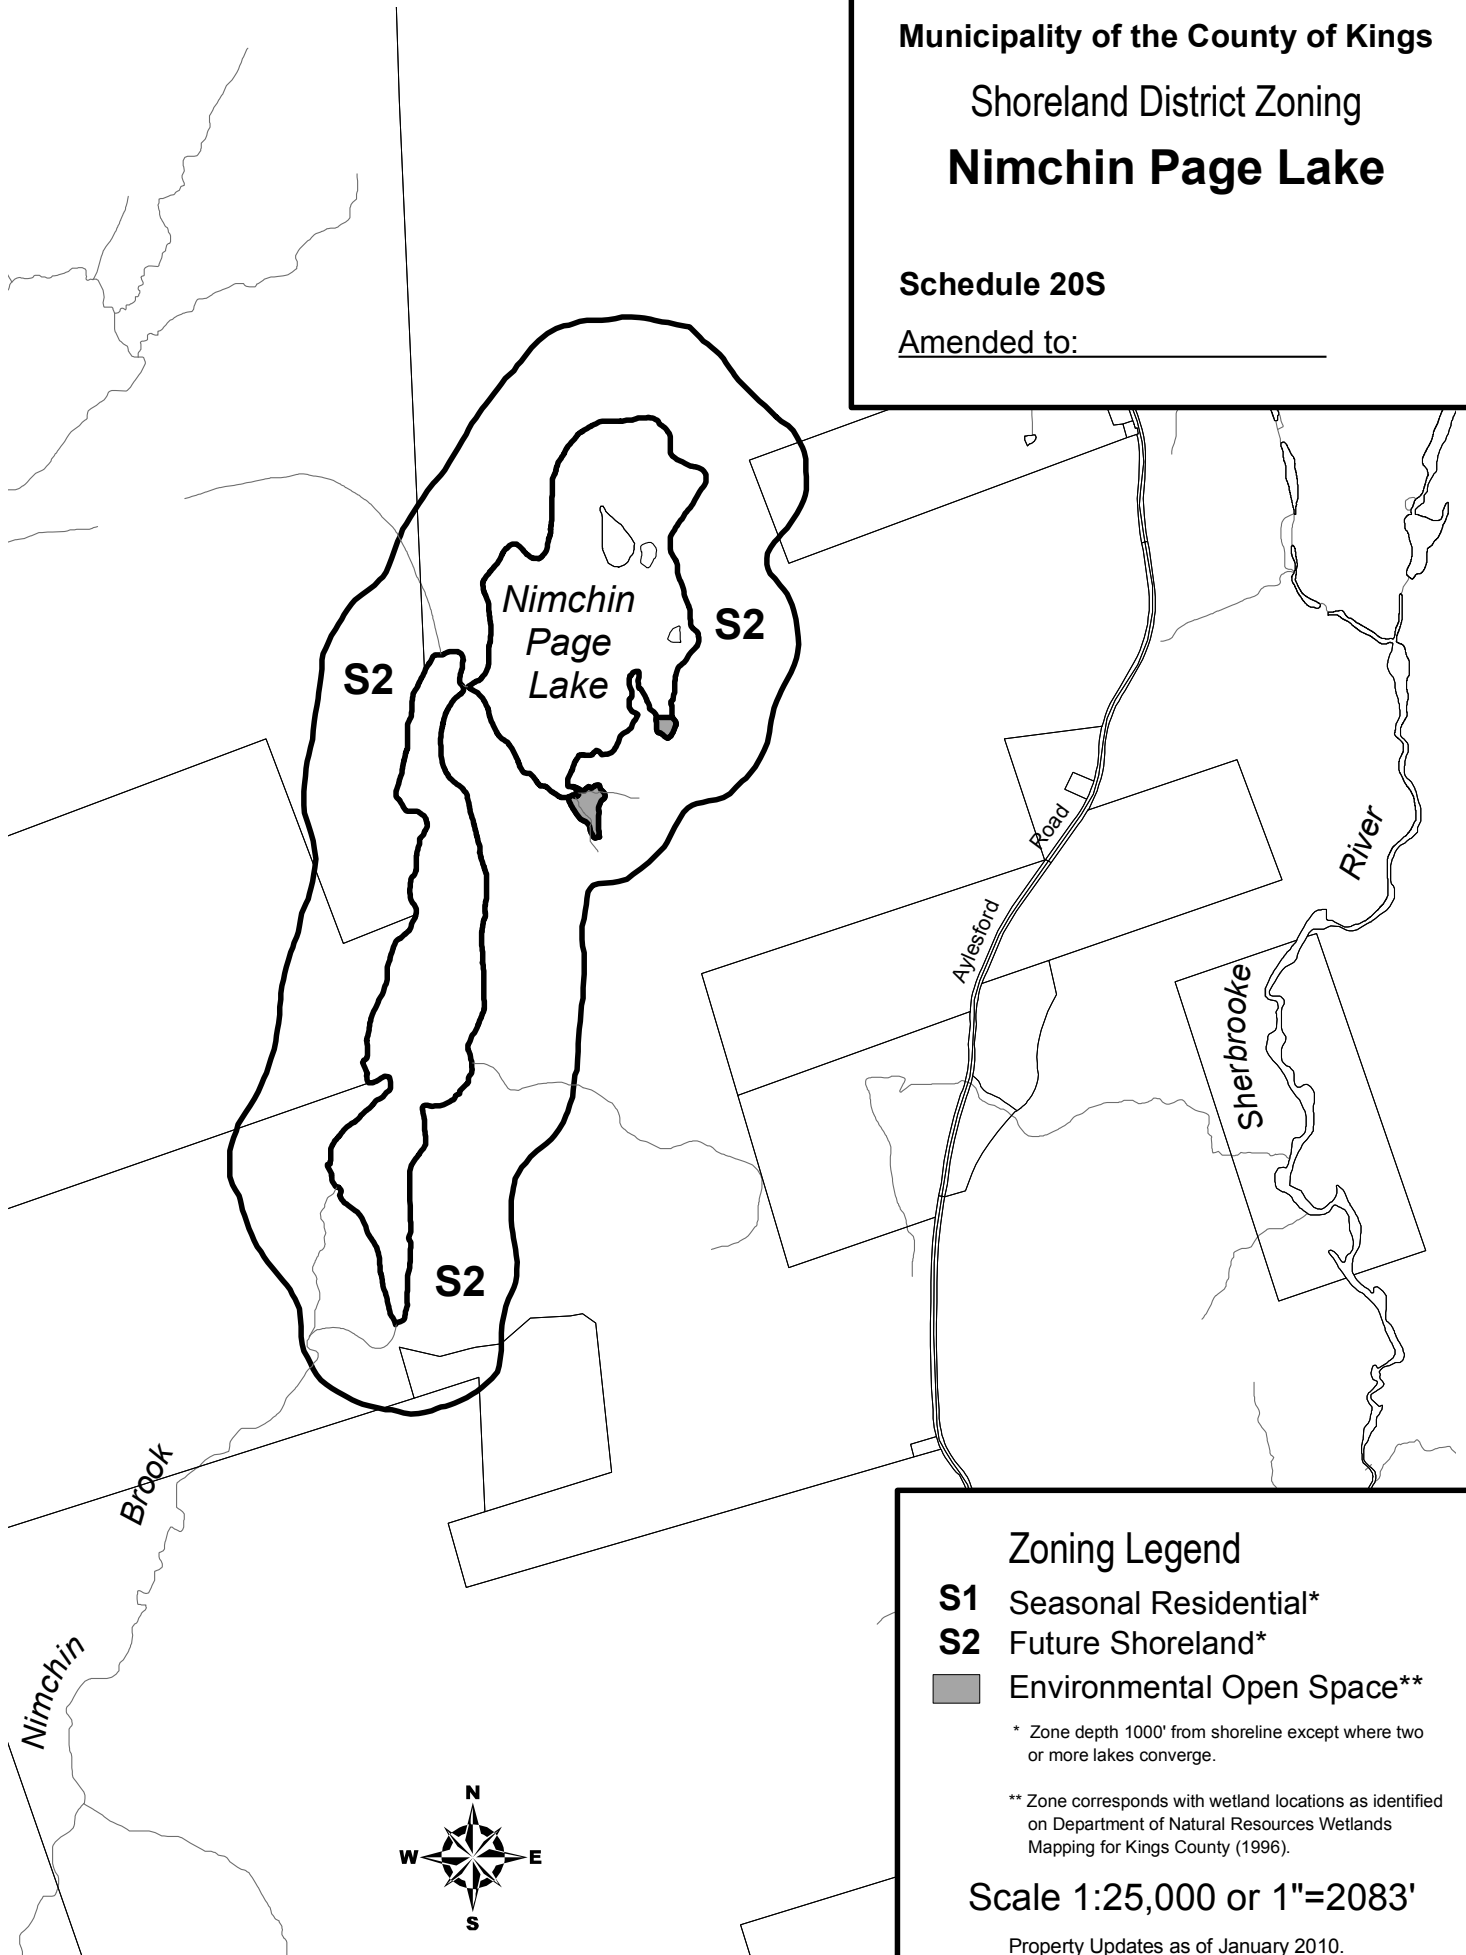 Municipality of the County of Kings
Shoreland District Zoning
Nimchin Page Lake
Schedule 20S
Amended to:
Nimchin
Page
Lake
S2
S2
S2
Road
Aylesford
River
Sherbrooke
Brook
Nimchin
N
W E
S
Zoning Legend
S1 Seasonal Residential*
S2 Future Shoreland*
Environmental Open Space**
* Zone depth 1000' from shoreline except where two
or more lakes converge.
** Zone corresponds with wetland locations as identified
on Department of Natural Resources Wetlands
Mapping for Kings County (1996).
Scale 1:25,000 or 1"=2083'
Property Updates as of January 2010.